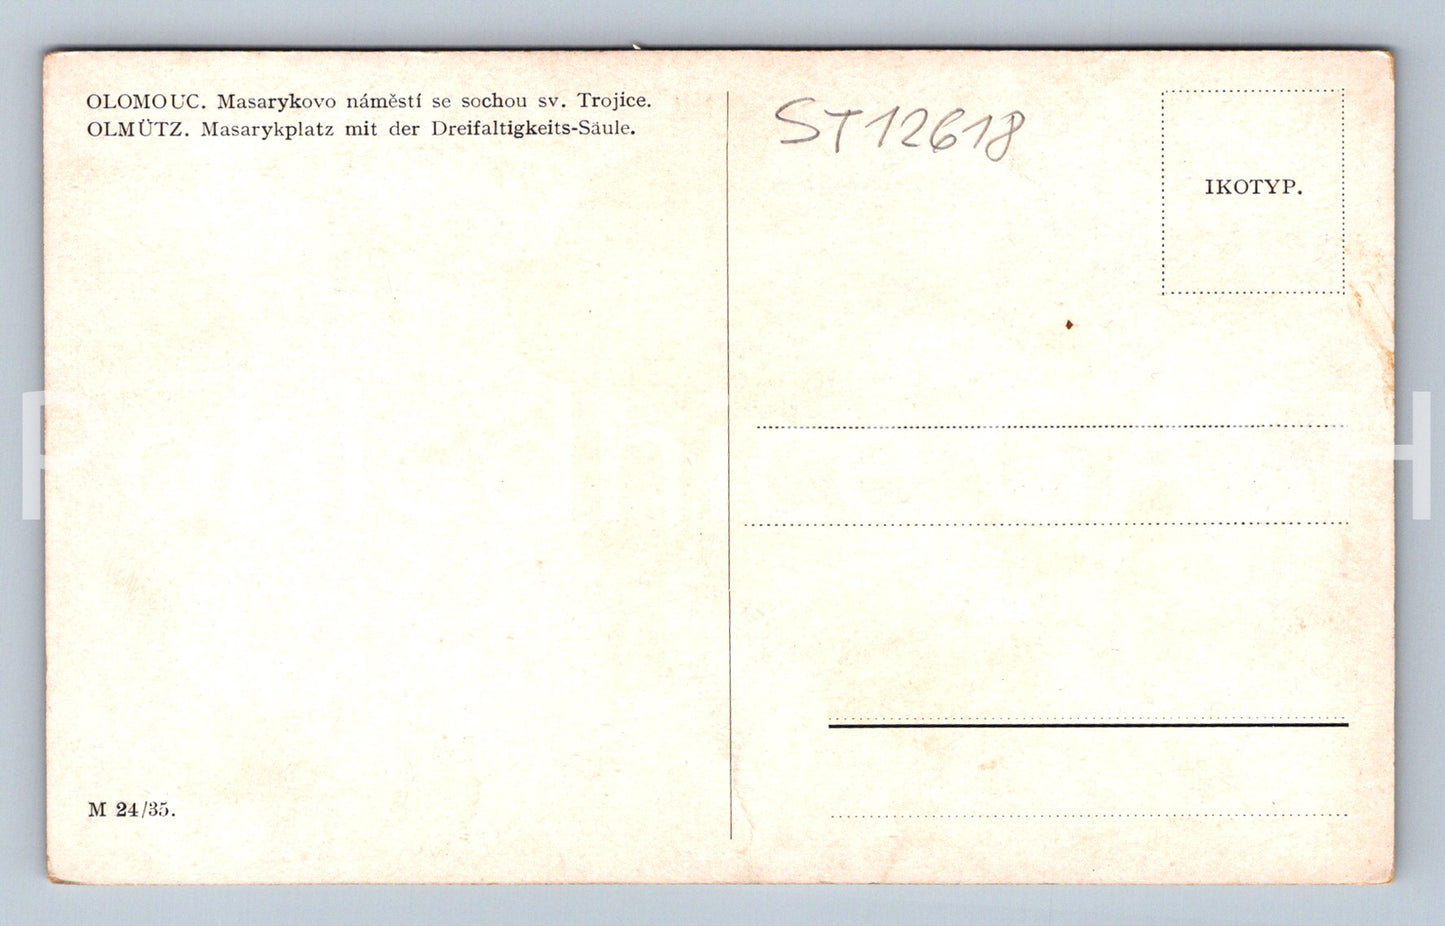 OLOMOUC. Masarykovo náměstí se sochou sv. Trojice.
OLMÜTZ. Masarykplatz mit der Dreifaltigkeits-Säule.
ST12618
IKOTYP.
M 24/35.